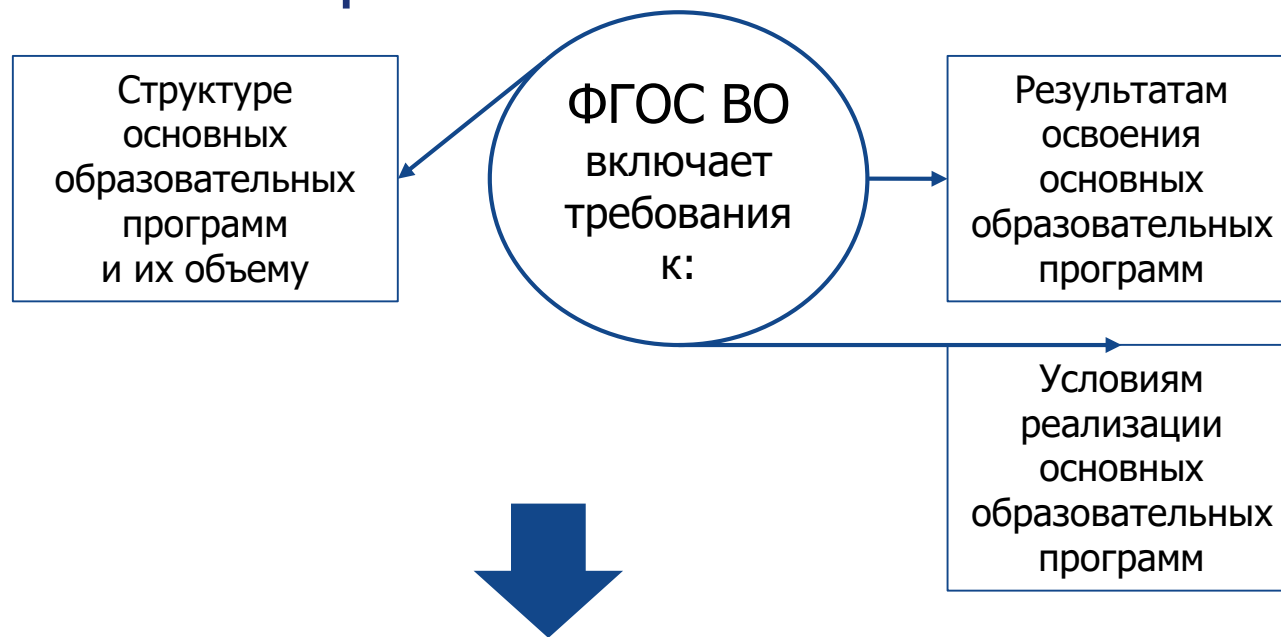 Структуре
основных
образовательных
программ
и их объему
ФГОС ВО
включает
требования
к:
Результатам
освоения
основных
образовательных
программ
Условиям
реализации
основных
образовательных
программ